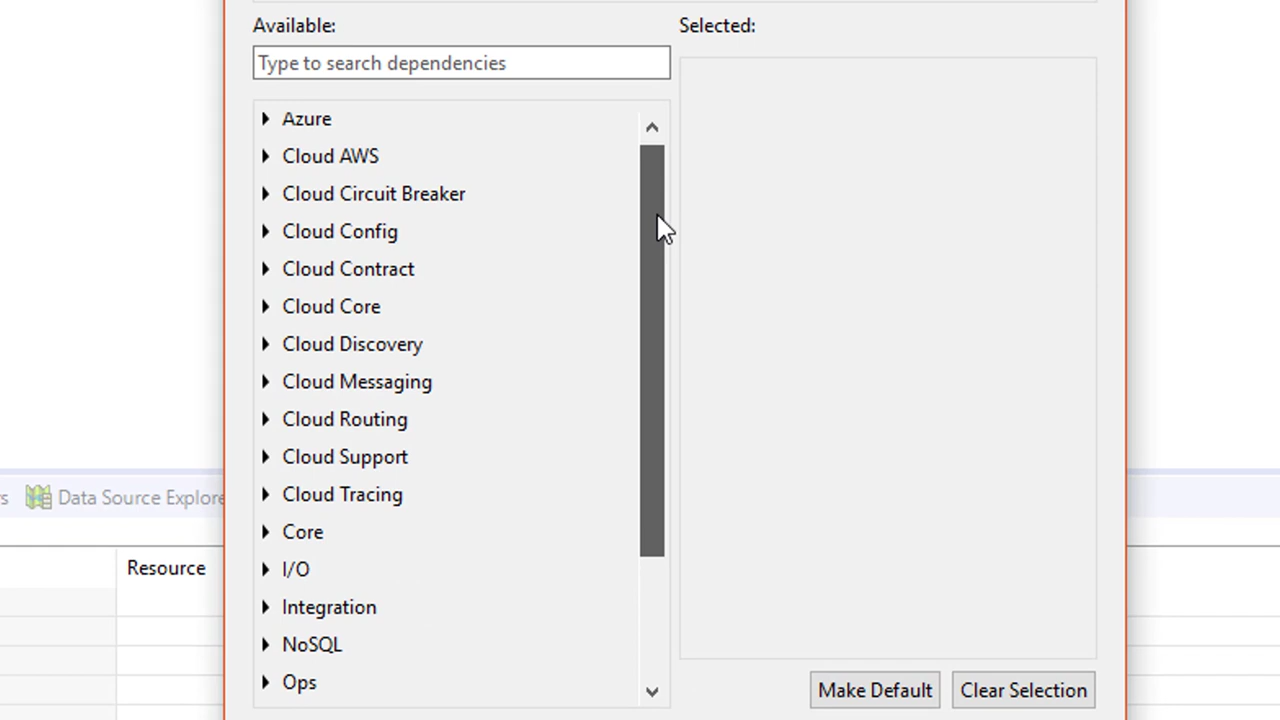 Available:
Selected:
Type to search dependencies
Azure
Cloud AWS
Cloud Circuit Breaker
Cloud Config
Cloud Contract
Cloud Core
Cloud Discovery
Cloud Messaging
Cloud Routing
Cloud Support
Cloud Tracing
Core
I/O
Integration
NoSQL
Ops
Data Source Explore
Resource
Make Default
Clear Selection